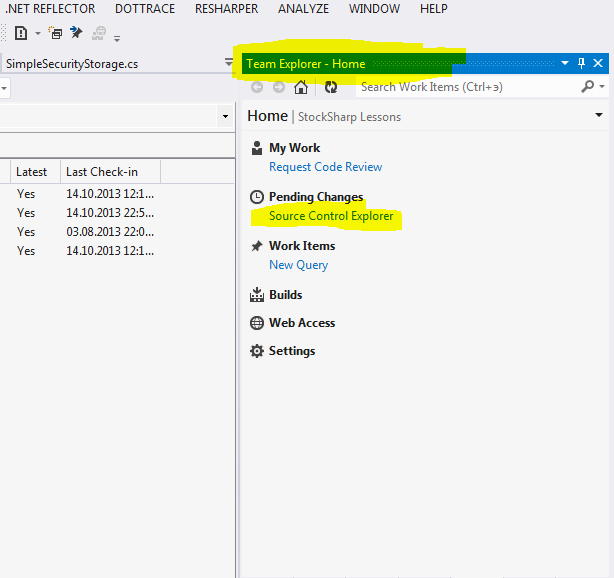 .NET REFLECTOR DOTTRACE RESHARPER ANALYZE WINDOW HELP
SimpleSecurityStorage.cs
Team Explorer - Home
Search Work Items (Ctrl+э)
Home | StockSharp Lessons
My Work
Request Code Review
Latest Last Check-in
Yes 14.10.2013 12:1...
Yes 14.10.2013 22:5...
Yes 03.08.2013 22:0...
Yes 14.10.2013 12:1...
Pending Changes
Source Control Explorer
Work Items
New Query
Builds
Web Access
Settings